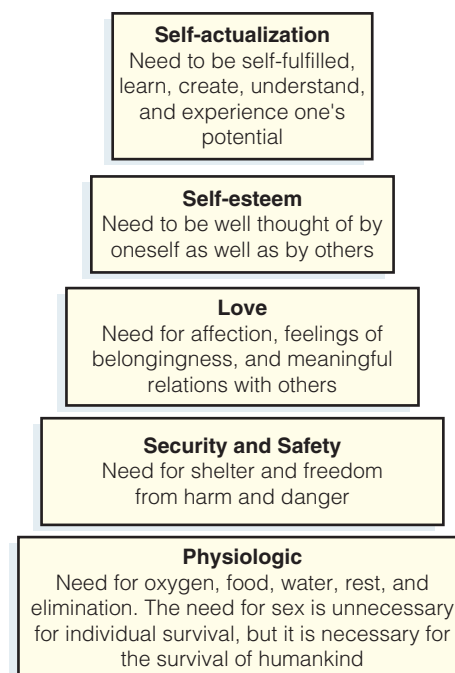 Self-actualization
Need to be self-fulfilled,
learn, create, understand,
and experience one's
potential
Self-esteem
Need to be well thought of by
oneself as well as by others
Love
Need for affection, feelings of
belongingness, and meaningful
relations with others
Security and Safety
Need for shelter and freedom
from harm and danger
Physiologic
Need for oxygen, food, water, rest, and
elimination. The need for sex is unnecessary
for individual survival, but it is necessary for
the survival of humankind